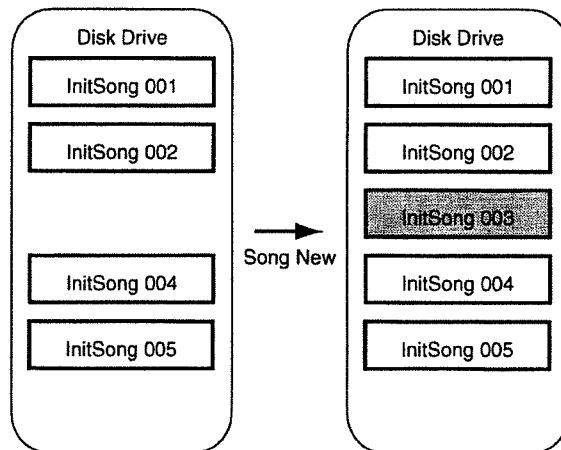 Disk Drive
InitSong 001
InitSong 002
InitSong 004
InitSong 005
Song New
Disk Drive
InitSong 001
InitSong 002
InitSong 003
InitSong 004
InitSong 005